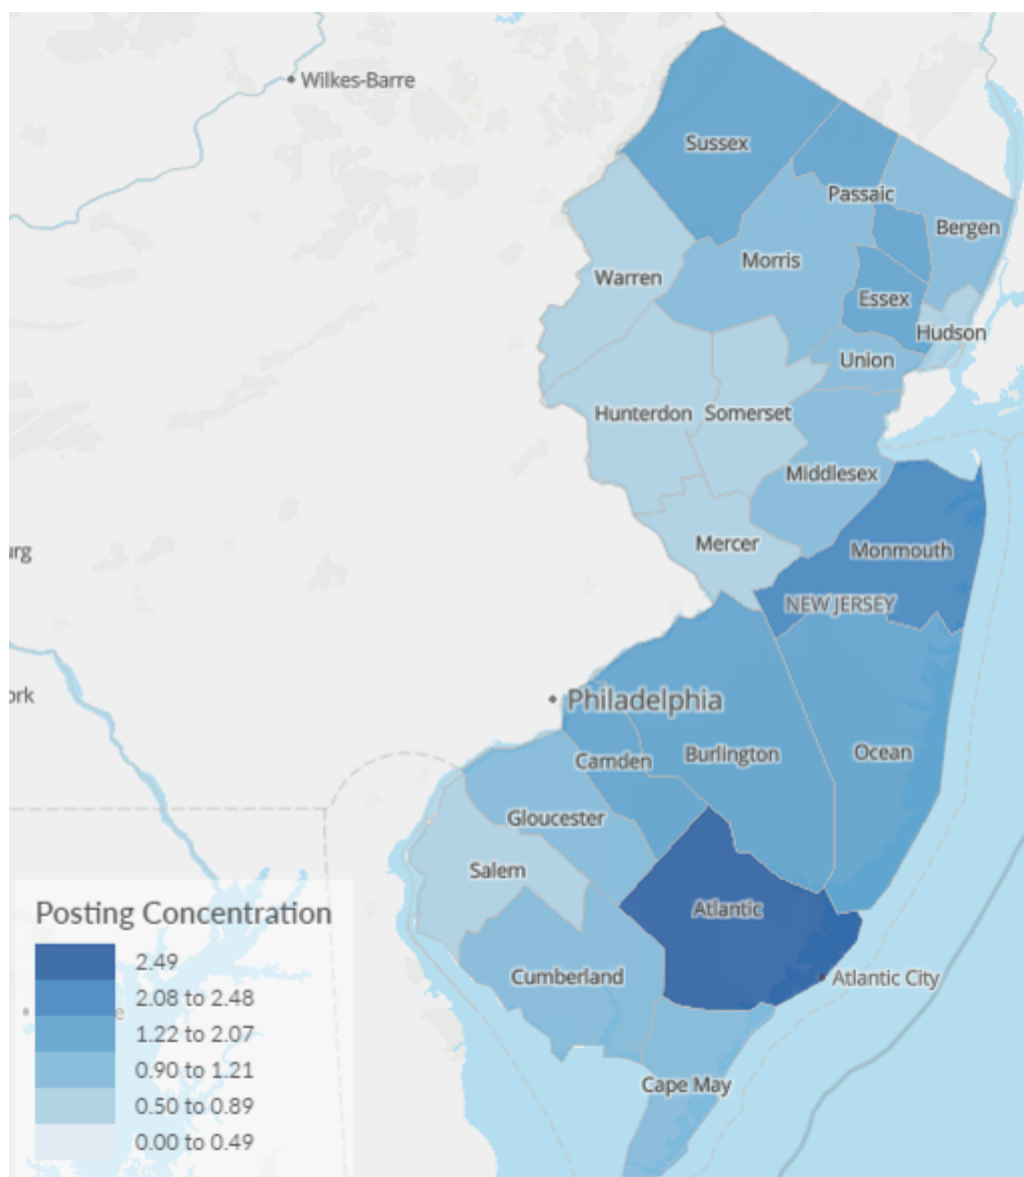 Wilkes-Barre
Sussex
Passaic
Bergen
Morris
Warren
Essex
Hudson
Union
Hunterdon
Somerset
Middlesex
Mercer
Monmouth
NEW JERSEY
Philadelphia
Camden
Burlington
Ocean
Gloucester
Salem
Atlantic
Cumberland
Atlantic City
Cape May
Posting Concentration
2.49
2.08 to 2.48
1.22 to 2.07
0.90 to 1.21
0.50 to 0.89
0.00 to 0.49